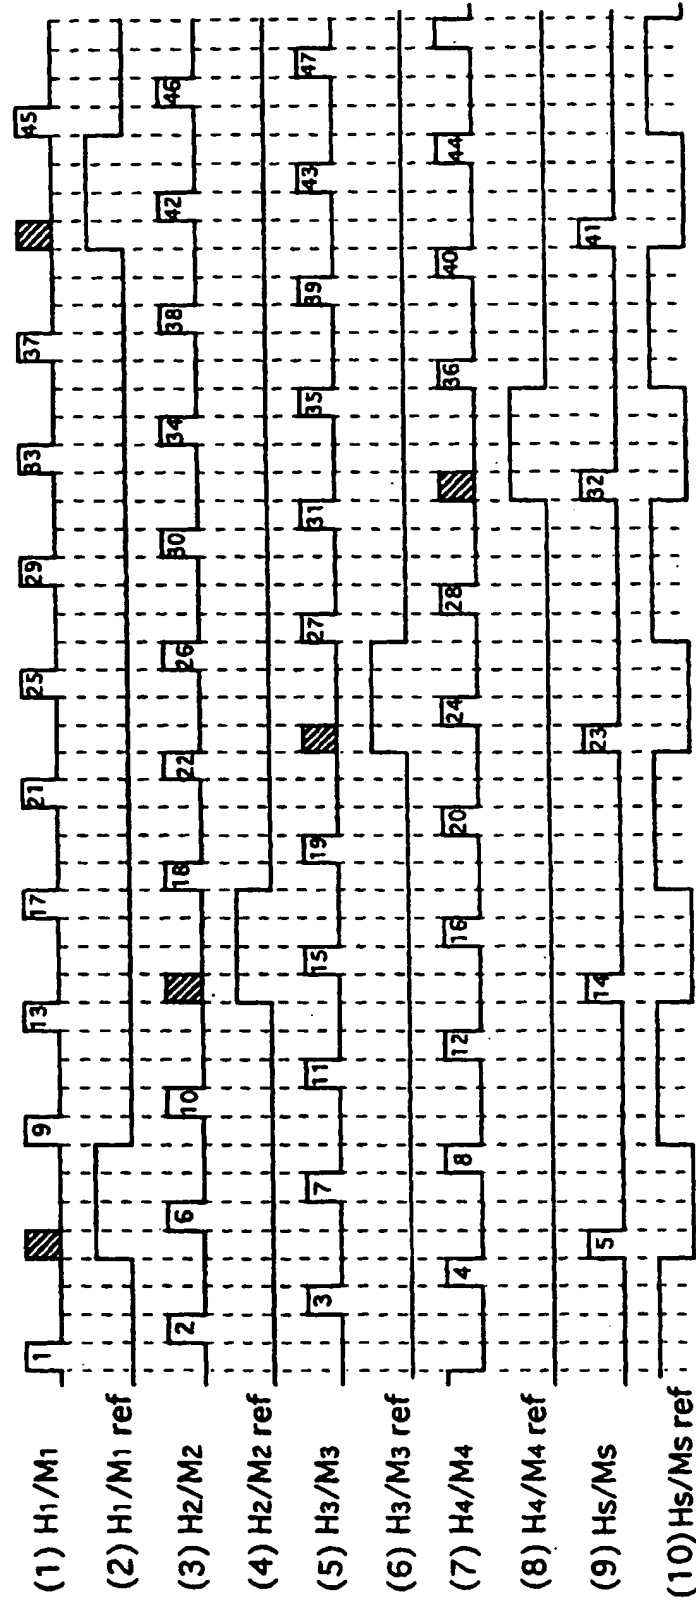 (1) H1/M1 1 9 13 17 21 25 29 33 37 45
(2) H1/M1 ref
(3) H2/M2 2 6 10 18 22 26 30 34 38 42 46
(4) H2/M2 ref
(5) H3/M3 3 7 11 15 19 27 31 35 39 43 47
(6) H3/M3 ref
(7) H4/M4 4 8 12 16 20 24 28 36 40 44
(8) H4/M4 ref
(9) Hs/Ms 5 14 23 32 41
(10) Hs/Ms ref